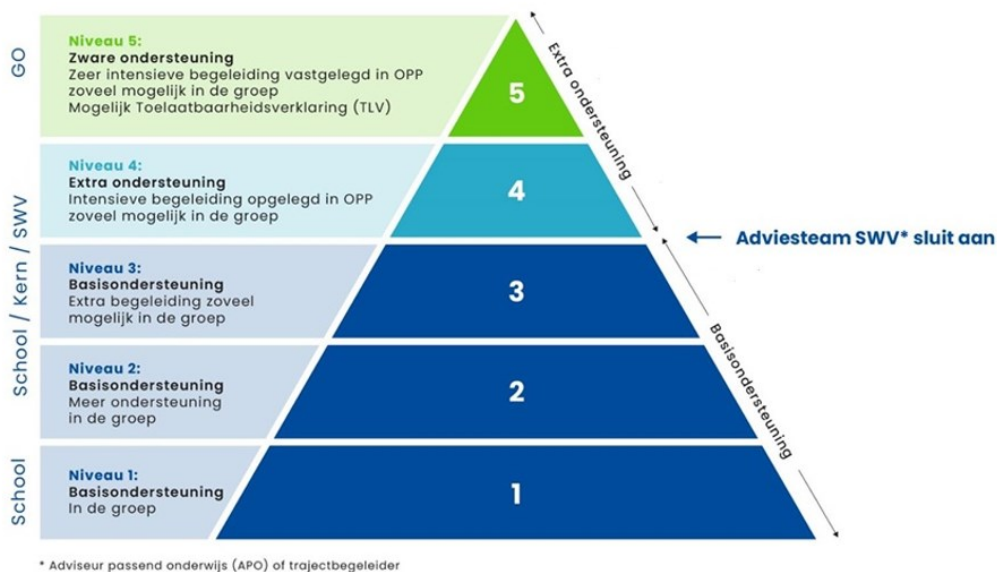 GO
Niveau 5:
Zware ondersteuning
Zeer intensieve begeleiding vastgelegd in OPP
zoveel mogelijk in de groep
Mogelijk Toelaatbaarheidsverklaring (TLV)
5
Extra ondersteuning
School / Kern / SWV
Niveau 4:
Extra ondersteuning
Intensieve begeleiding opgelegd in OPP
zoveel mogelijk in de groep
4
Adviesteam SWV* sluit aan
Niveau 3:
Basisondersteuning
Extra begeleiding zoveel
mogelijk in de groep
3
Basisondersteuning
Niveau 2:
Basisondersteuning
Meer ondersteuning
in de groep
2
School
Niveau 1:
Basisondersteuning
In de groep
1
* Adviseur passend onderwijs (APO) of trajectbegeleider